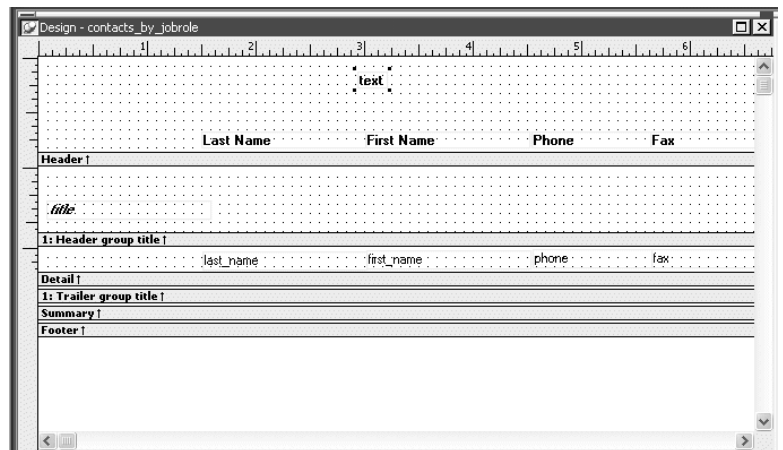 Design - contacts_by_jobrole
1 2 3 4 5 6
text
Last Name First Name Phone Fax
Header ↑
title
1: Header group title ↑
last_name first_name phone fax
Detail ↑
1: Trailer group title ↑
Summary ↑
Footer ↑